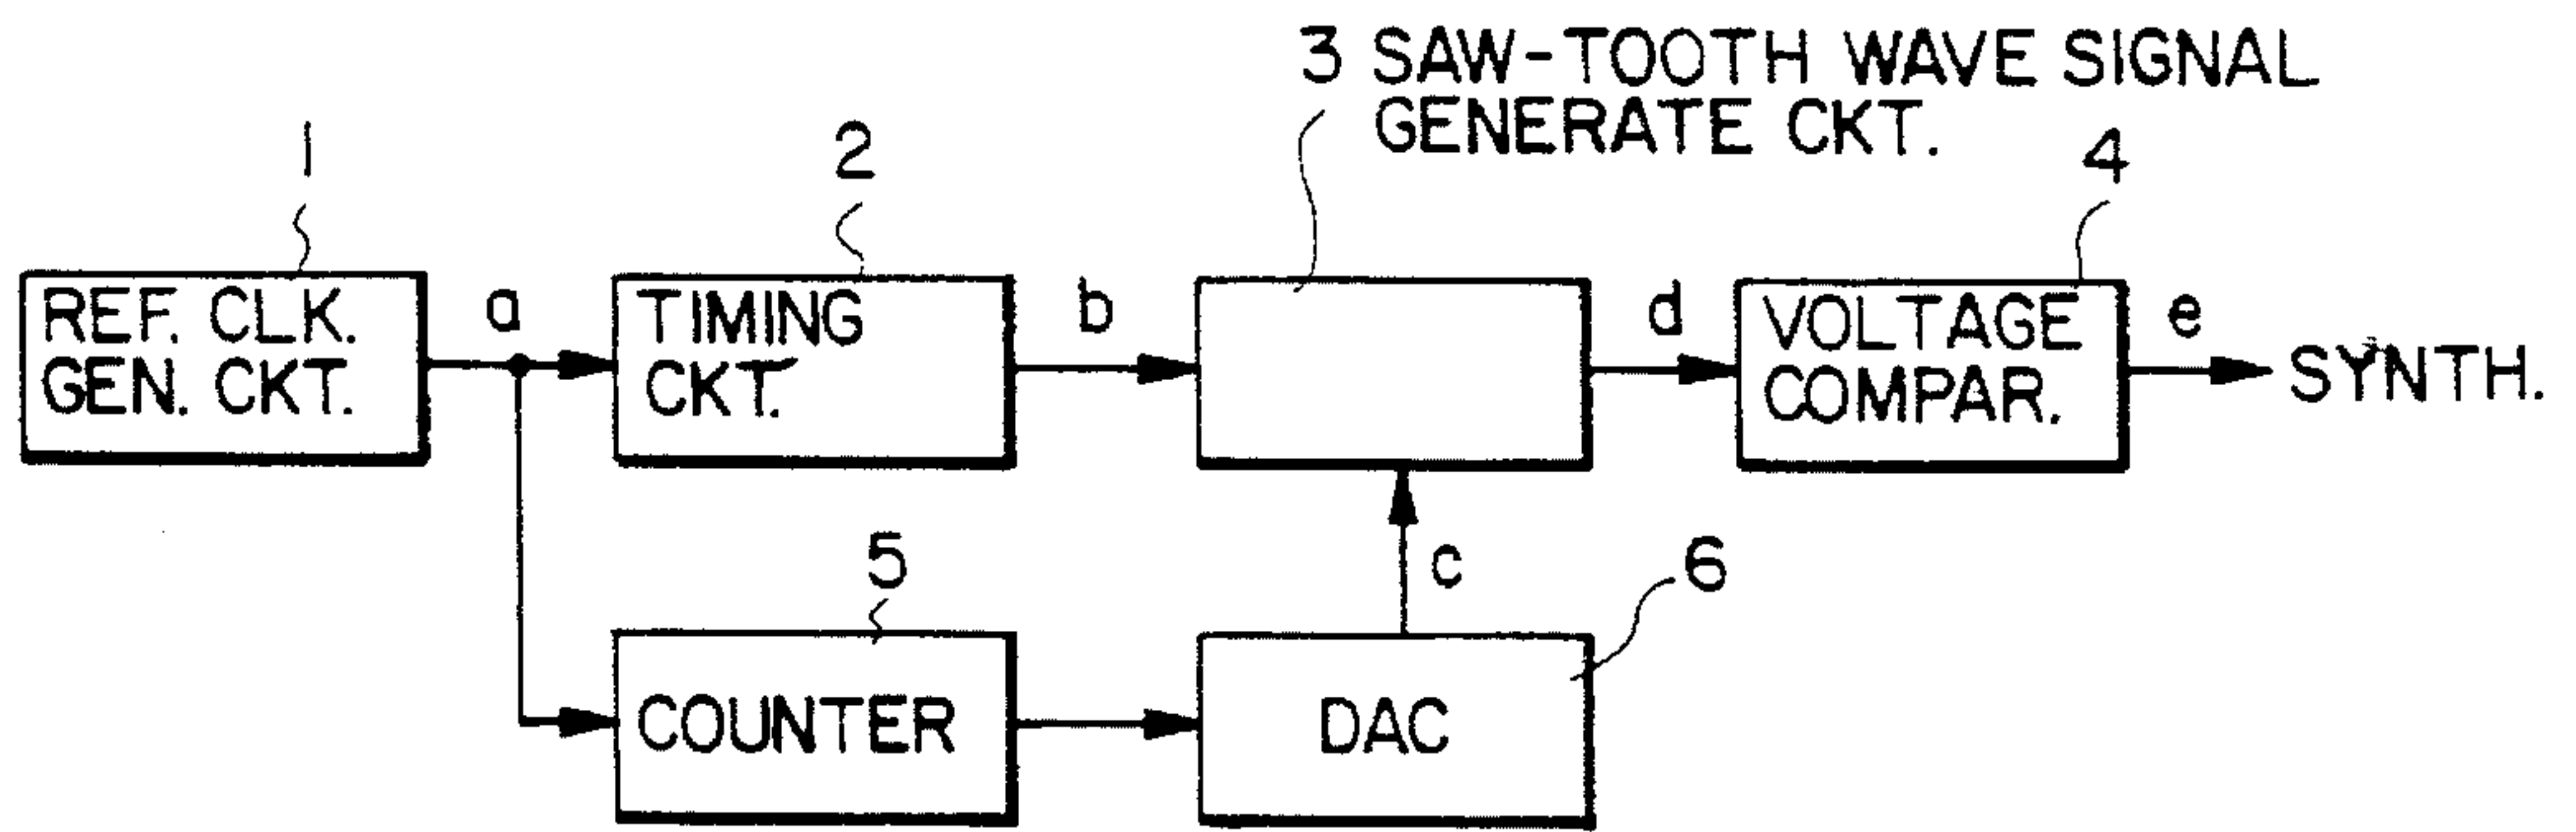 3 SAW-TOOTH WAVE SIGNAL
GENERATE CKT.
1
2
4
REF. CLK.
GEN. CKT.
a
TIMING
CKT.
b
d
VOLTAGE
COMPAR.
e
SYNTH.
5
c
6
COUNTER
DAC